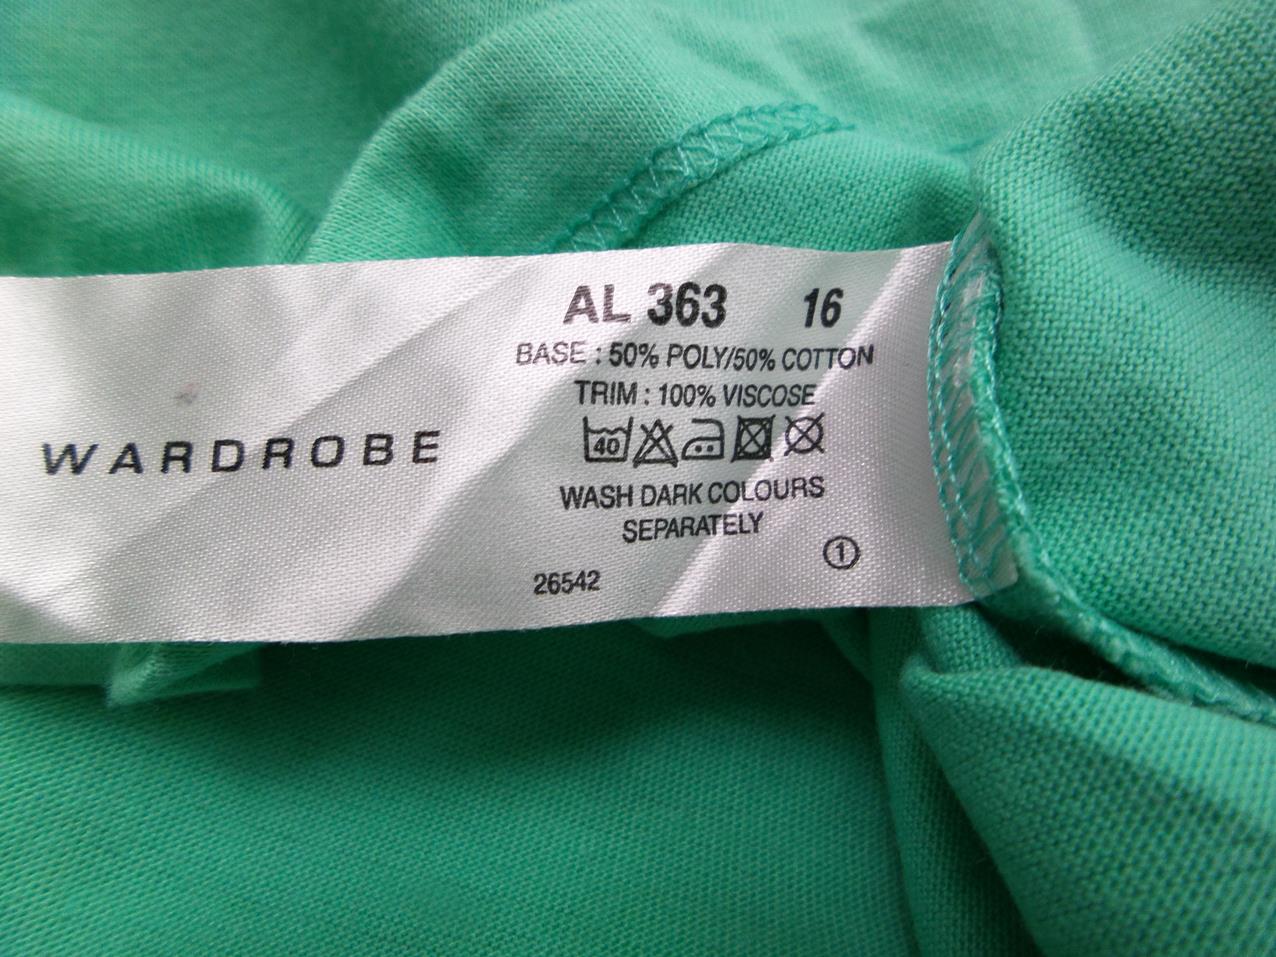 WARDROBE
AL 363 16
BASE : 50% POLY/50% COTTON
TRIM : 100% VISCOSE
40
WASH DARK COLOURS
SEPARATELY
1
26542